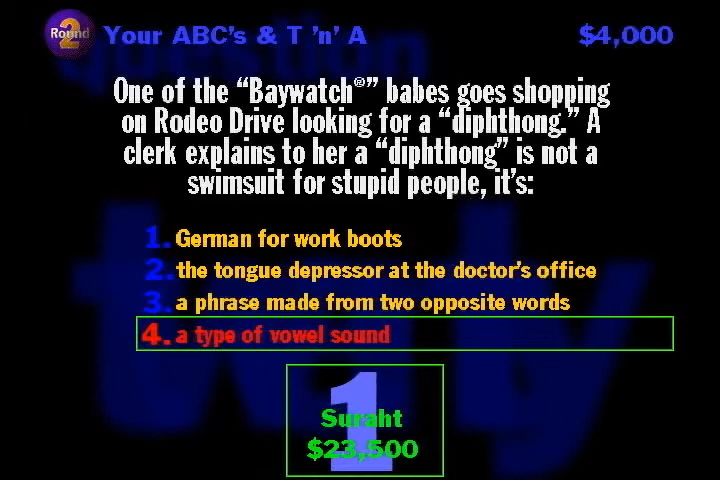 Round 2 Your ABC's & T 'n' A $4,000
One of the “Baywatch®” babes goes shopping
on Rodeo Drive looking for a “diphthong.” A
clerk explains to her a “diphthong” is not a
swimsuit for stupid people, it's:
1. German for work boots
2. the tongue depressor at the doctor's office
3. a phrase made from two opposite words
4. a type of vowel sound
1
Suraht
$23,500